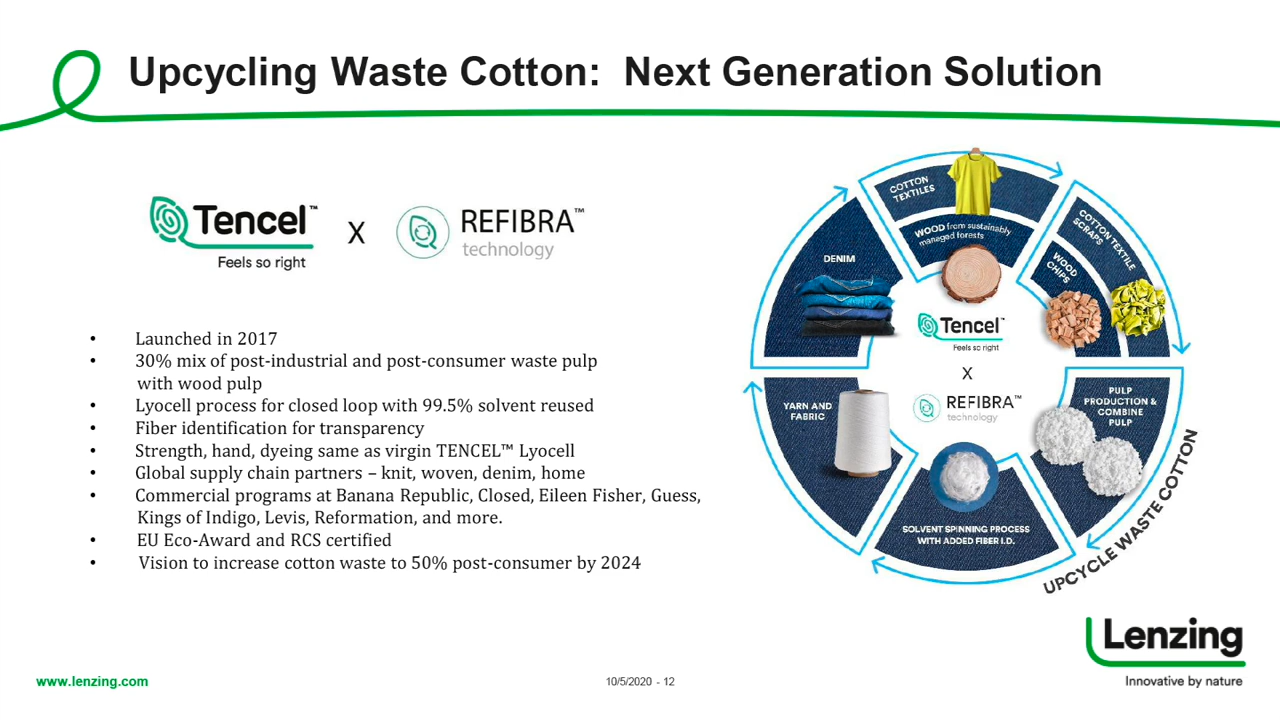 Upcycling Waste Cotton: Next Generation Solution
Tencel™
Feels so right
X
REFIBRA™
technology
• Launched in 2017
• 30% mix of post-industrial and post-consumer waste pulp
with wood pulp
• Lyocell process for closed loop with 99.5% solvent reused
• Fiber identification for transparency
• Strength, hand, dyeing same as virgin TENCEL™ Lyocell
• Global supply chain partners – knit, woven, denim, home
• Commercial programs at Banana Republic, Closed, Eileen Fisher, Guess,
Kings of Indigo, Levis, Reformation, and more.
• EU Eco-Award and RCS certified
• Vision to increase cotton waste to 50% post-consumer by 2024
COTTON
TEXTILES
WOOD from sustainably
managed forests
COTTON TEXTILE
SCRAPS
WOOD
CHIPS
PULP
PRODUCTION &
COMBINE
PULP
SOLVENT SPINNING PROCESS
WITH ADDED FIBER I.D.
YARN AND
FABRIC
DENIM
Tencel™
Feels so right
X
REFIBRA™
technology
UPCYCLE WASTE COTTON
Lenzing
Innovative by nature
www.lenzing.com
10/5/2020 - 12